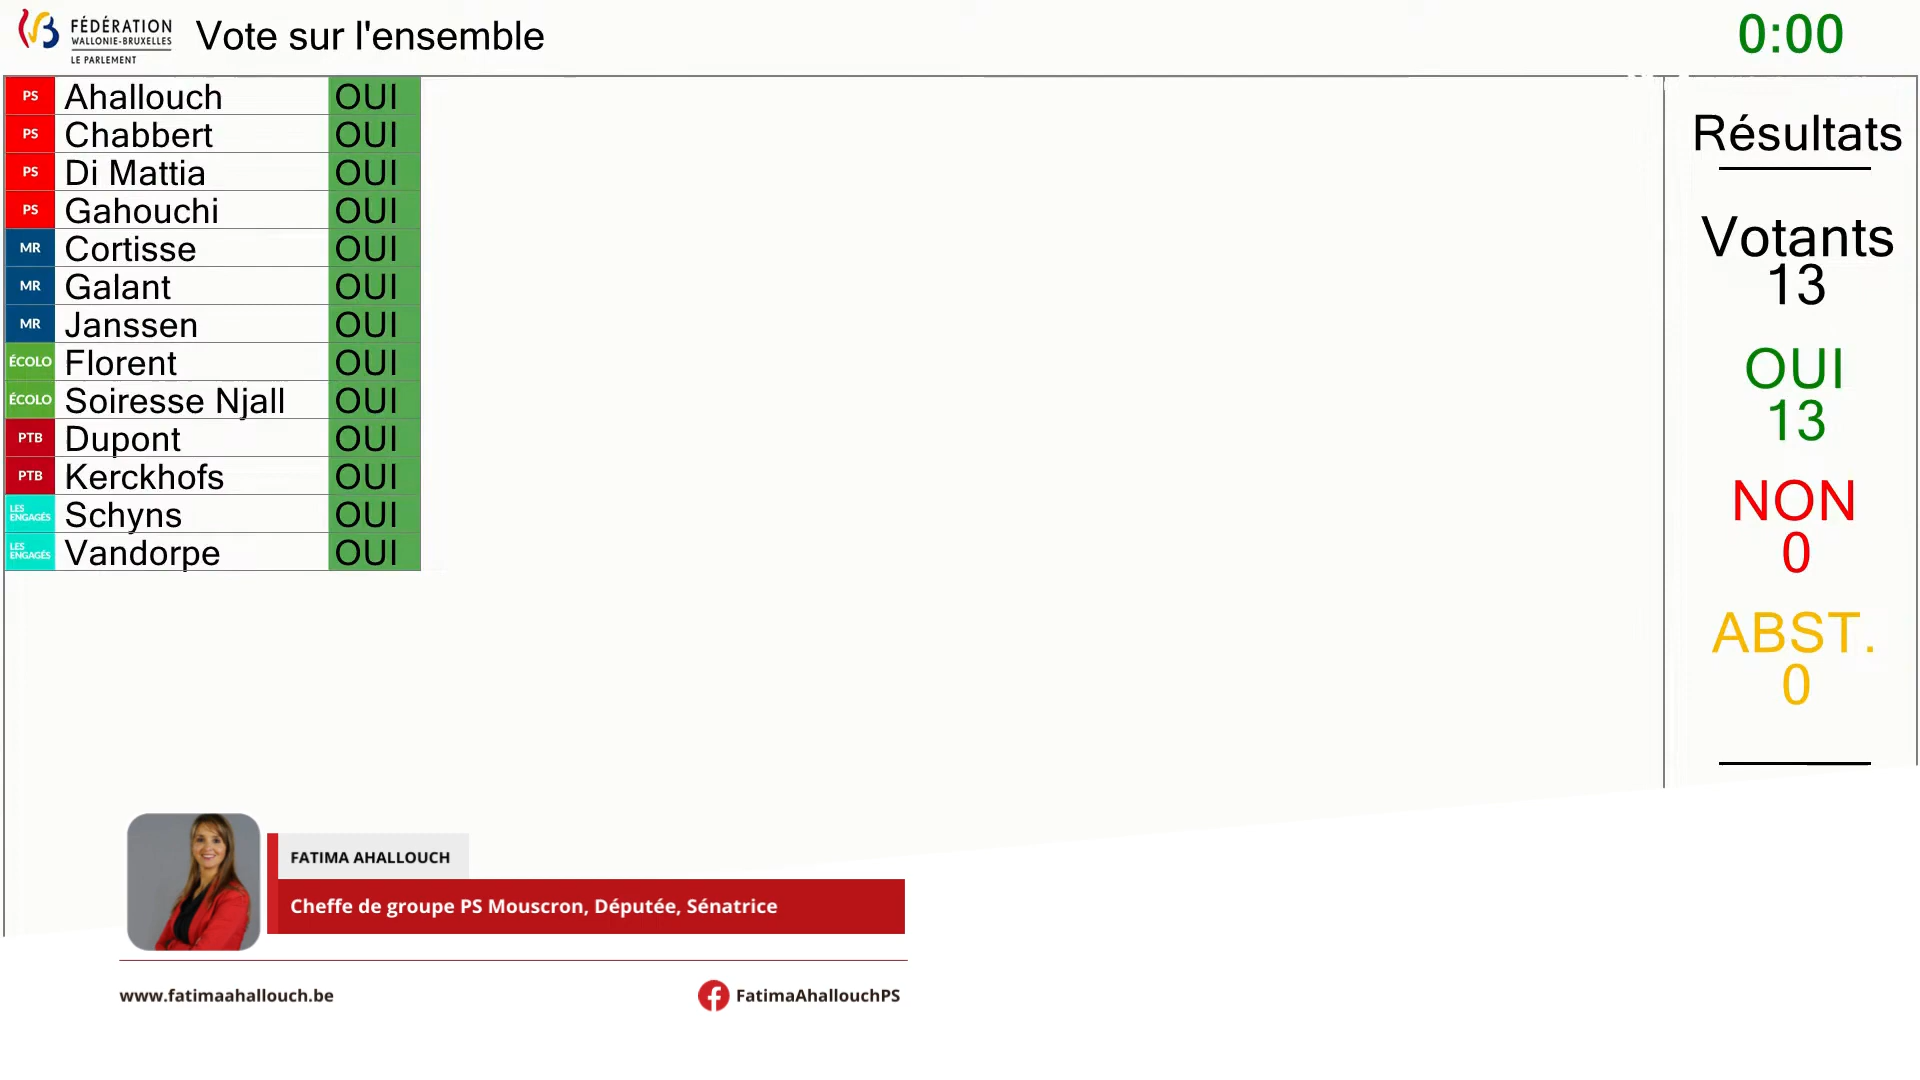 FÉDÉRATION
WALLONIE-BRUXELLES
LE PARLEMENT
Vote sur l'ensemble
0:00
PS Ahallouch OUI
PS Chabbert OUI
PS Di Mattia OUI
PS Gahouchi OUI
MR Cortisse OUI
MR Galant OUI
MR Janssen OUI
ÉCOLO Florent OUI
ÉCOLO Soiresse Njall OUI
PTB Dupont OUI
PTB Kerckhofs OUI
LES ENGAGÉS Schyns OUI
LES ENGAGÉS Vandorpe OUI
Résultats
Votants
13
OUI
13
NON
0
ABST.
0
FATIMA AHALLOUCH
Cheffe de groupe PS Mouscron, Députée, Sénatrice
www.fatimaahallouch.be
FatimaAhallouchPS